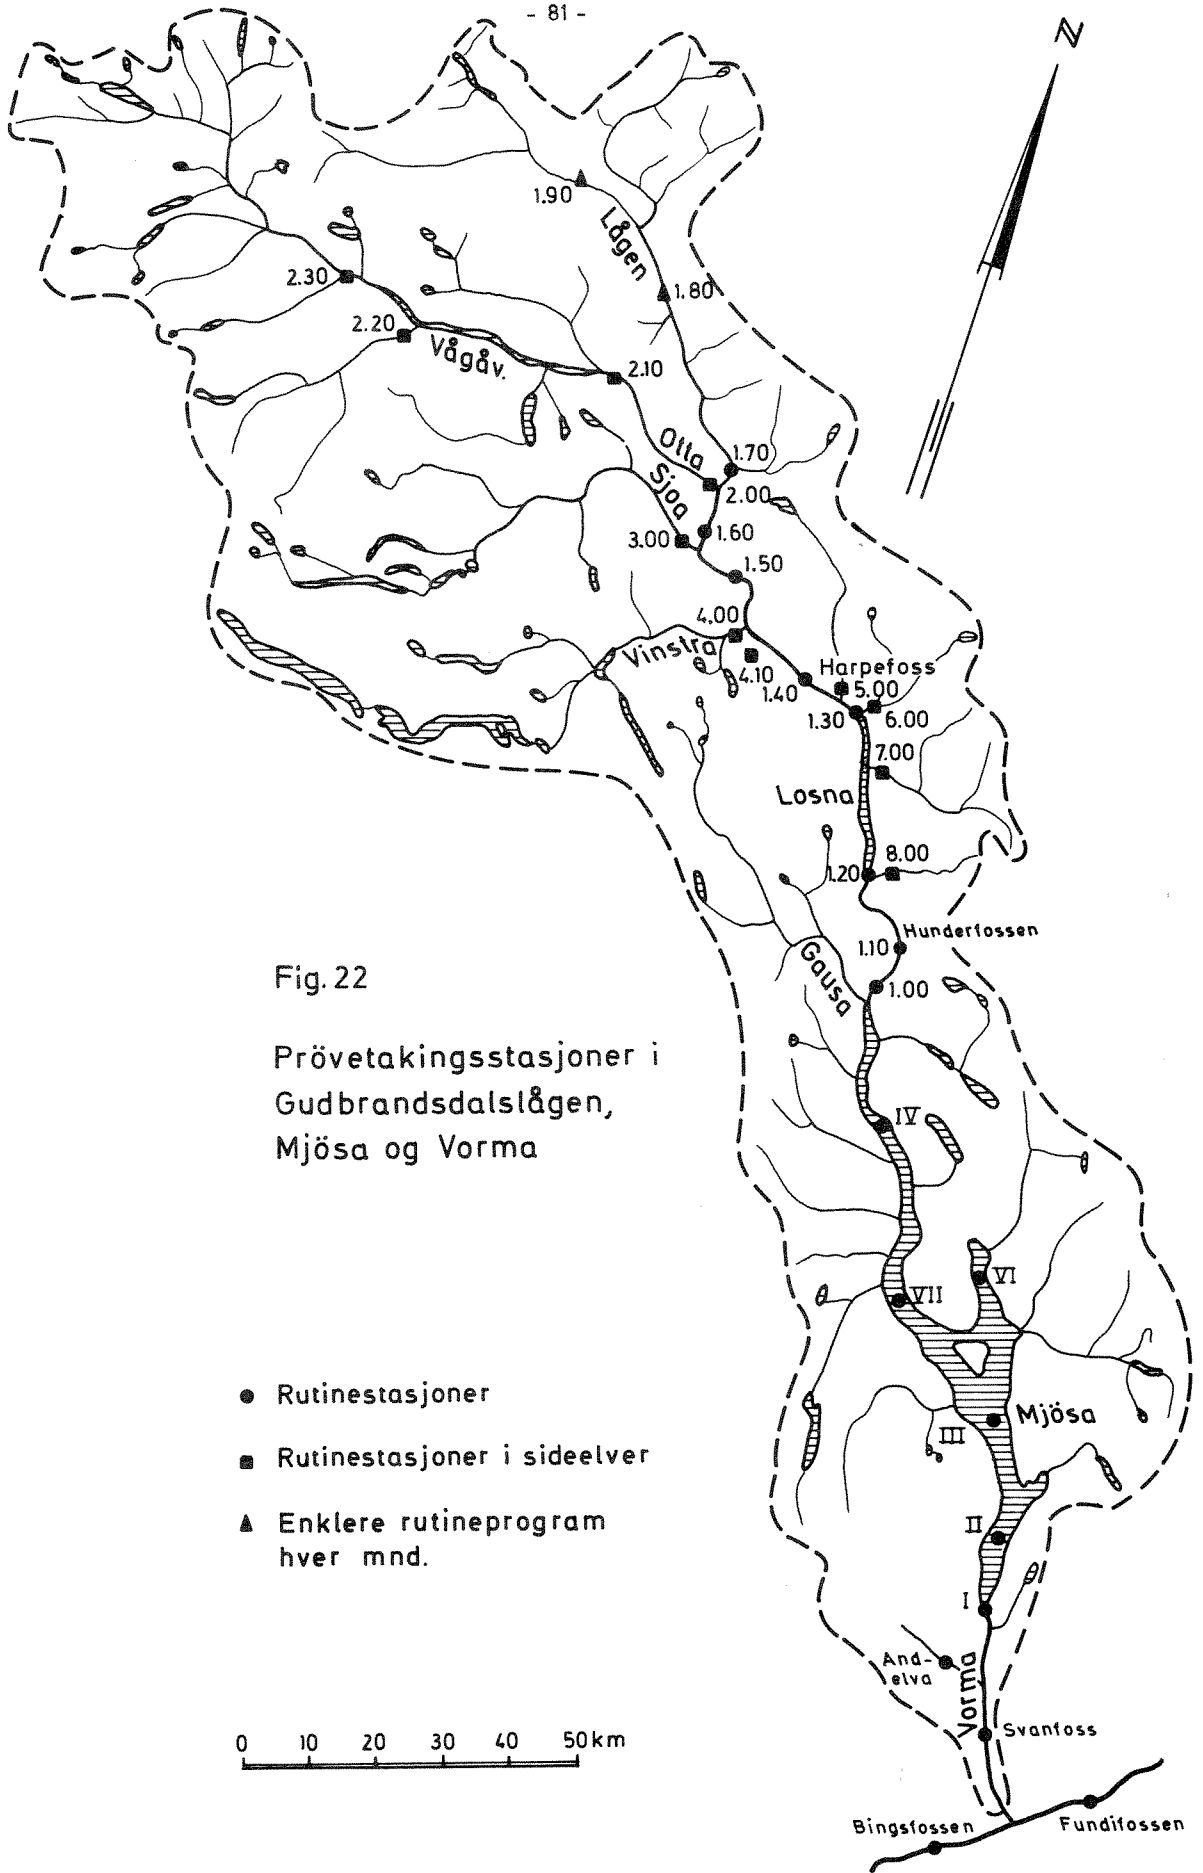 - 81 -
N
1.90
Lågen
1.80
2.30
2.20
Vågåv.
2.10
Otta
1.70
Sjoa
2.00
3.00
1.60
1.50
4.00
Vinstra
4.10
Harpefoss
1.40
5.00
1.30
6.00
7.00
Losna
8.00
1.20
Hunderfossen
1.10
Gausa
1.00
Fig. 22
Prövetakingsstasjoner i
Gudbrandsdalslågen,
Mjösa og Vorma
IV
VI
VII
Rutinestasjoner
Mjösa
III
Rutinestasjoner i sideelver
Enklere rutineprogram
hver mnd.
II
I
And-
elva
Vorma
Svanfoss
0 10 20 30 40 50 km
Bingsfossen
Fundifossen